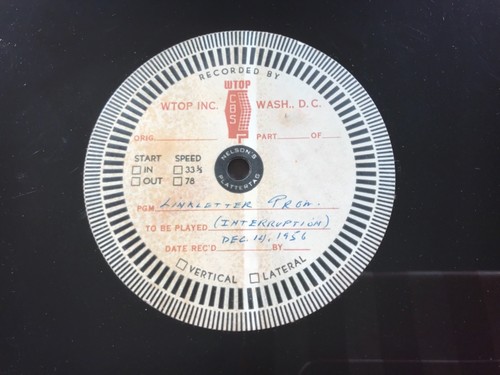 RECORDED BY
WTOP
CBS
WTOP INC. WASH., D.C.
ORIG. PART OF
START SPEED
IN 33⅓
OUT 78
NELSON'S
PLATTERTAG
PGM. LINKLETTER PRGM.
TO BE PLAYED (INTERRUPTION)
DEC. 14, 1956
DATE REC'D BY
VERTICAL LATERAL